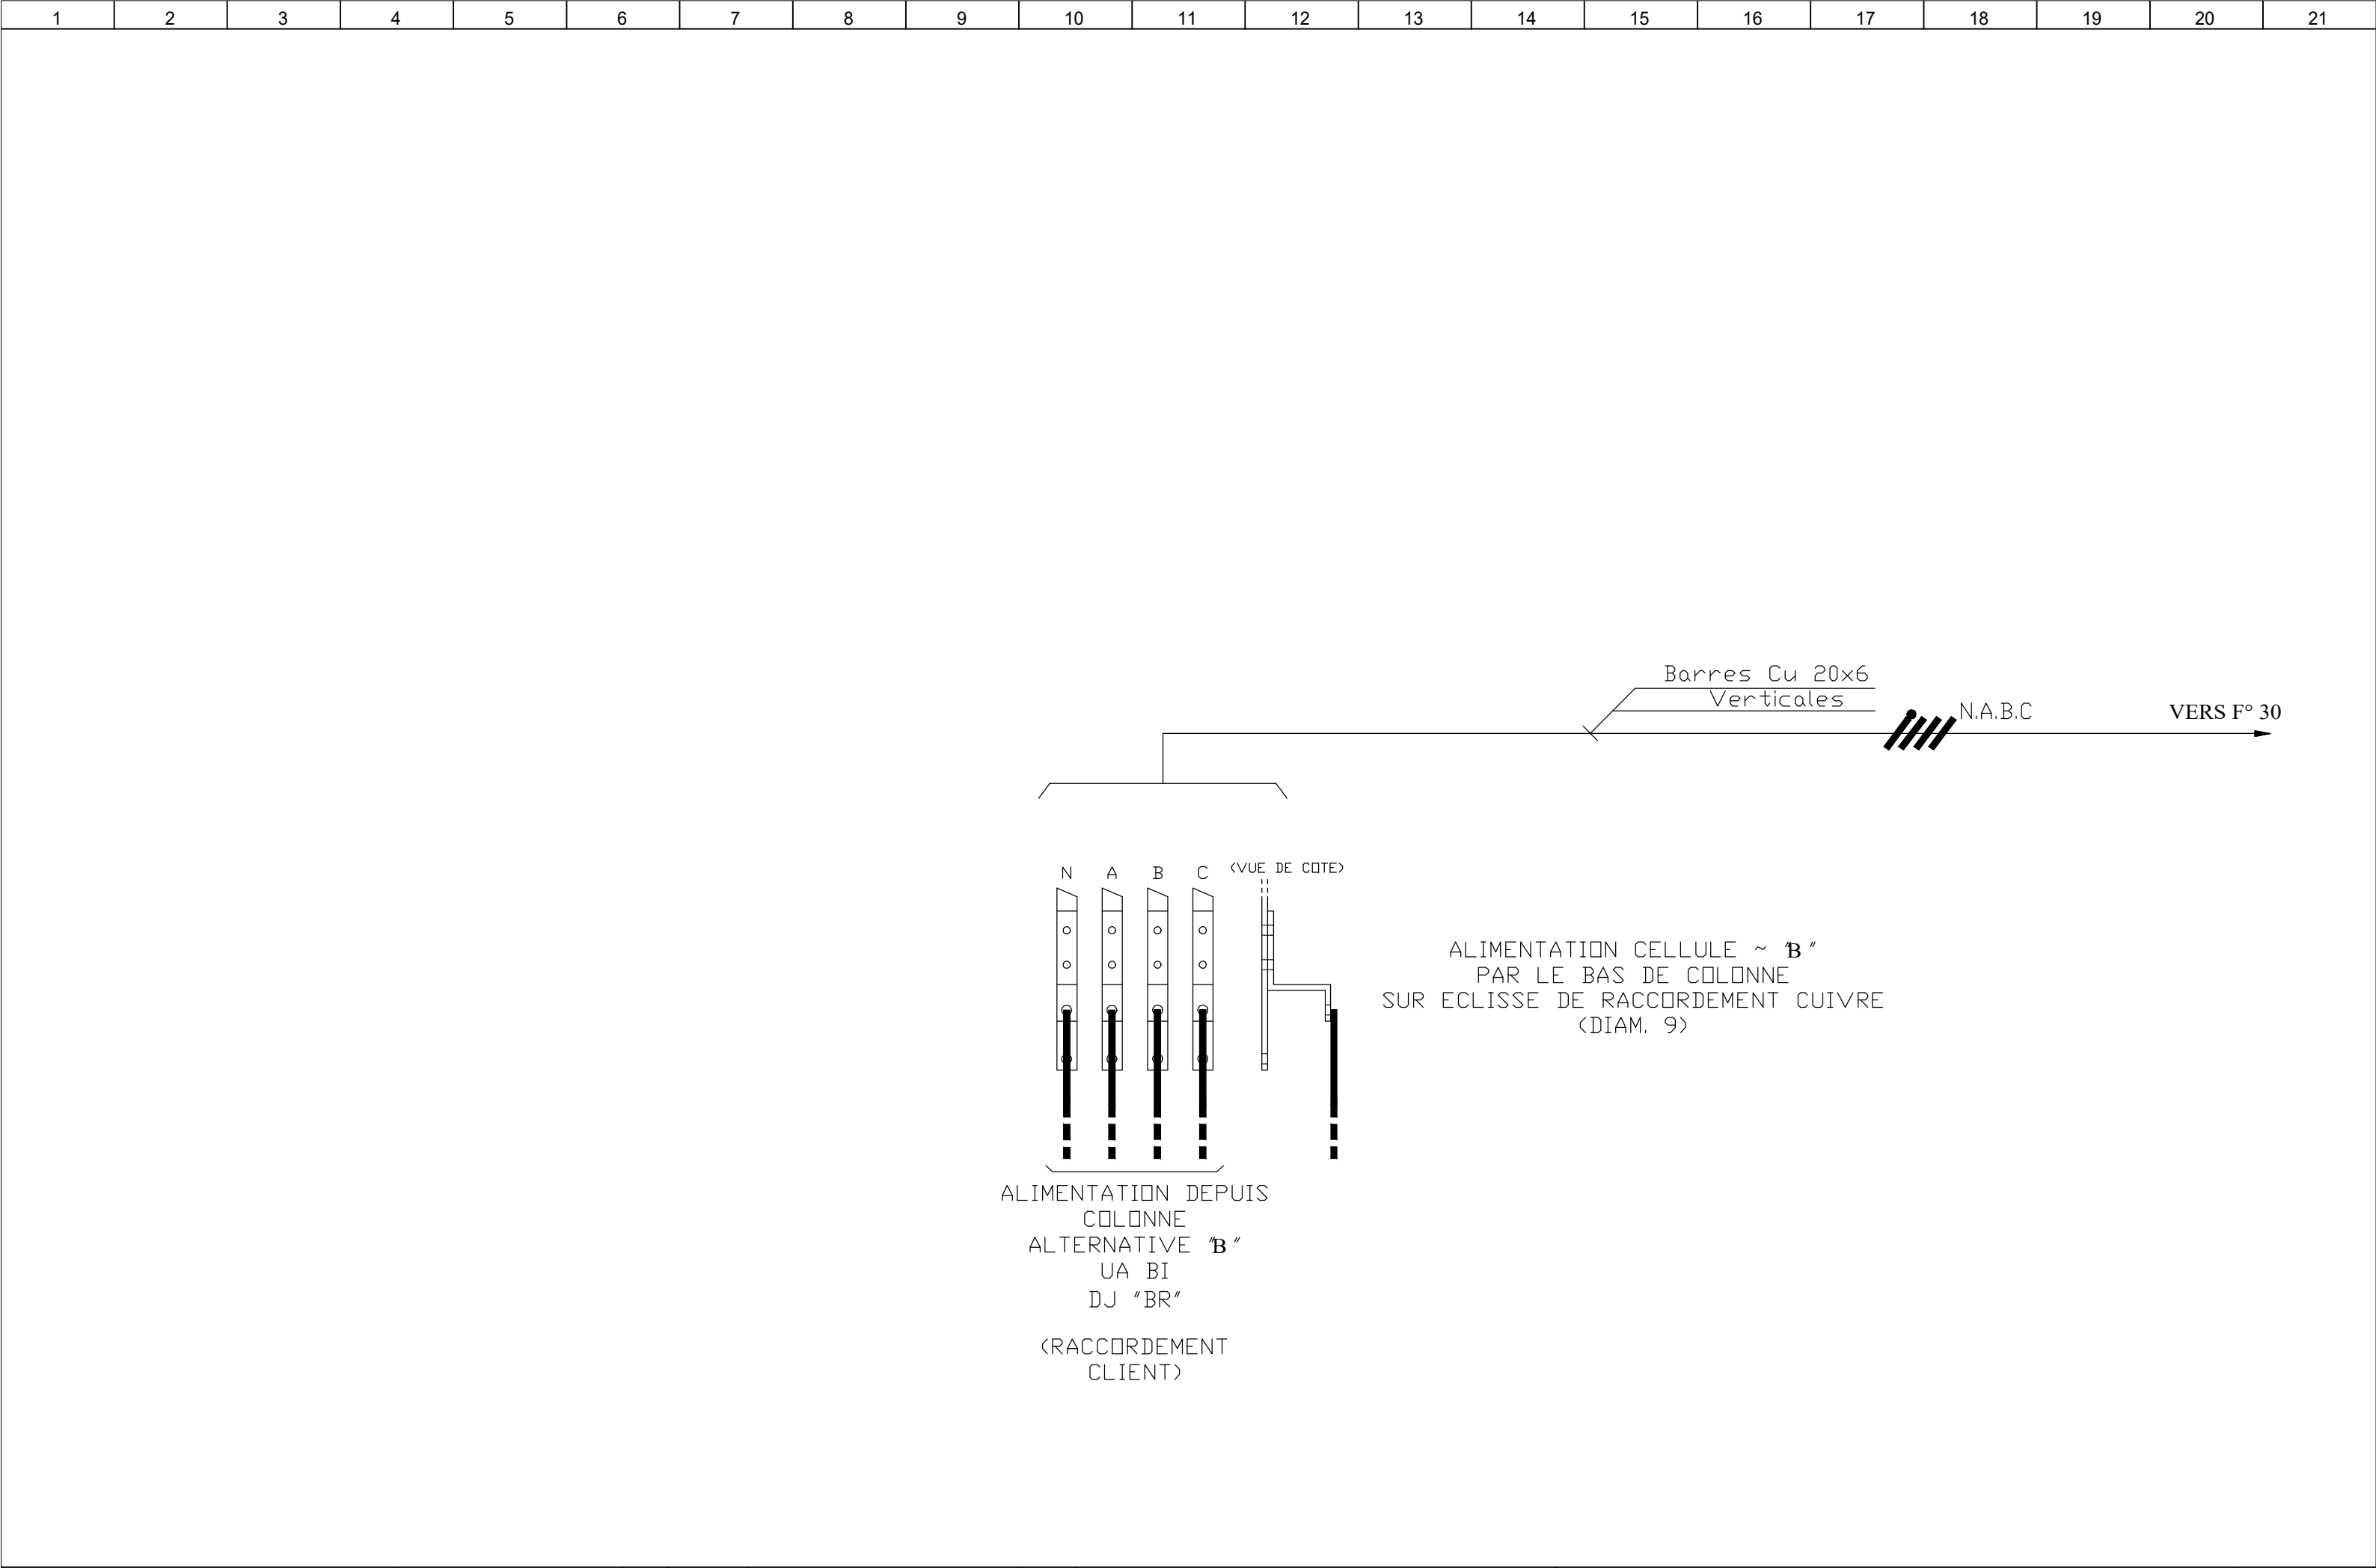 1 2 3 4 5 6 7 8 9 10 11 12 13 14 15 16 17 18 19 20 21
Barres Cu 20x6
Verticales
N.A.B.C
VERS F° 30
N A B C (VUE DE COTE)
ALIMENTATION CELLULE ~ "B"
PAR LE BAS DE COLONNE
SUR ECLISSE DE RACCORDEMENT CUIVRE
(DIAM. 9)
ALIMENTATION DEPUIS
COLONNE
ALTERNATIVE "B"
UA BI
DJ "BR"
(RACCORDEMENT
CLIENT)